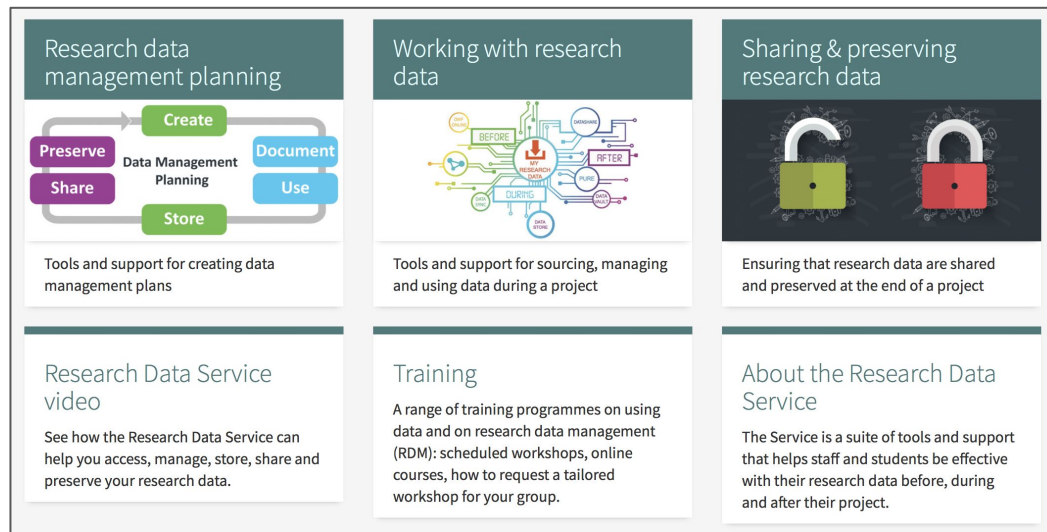 Research data
management planning
Create
Preserve
Document
Data Management
Planning
Share
Use
Store
Tools and support for creating data
management plans
Working with research
data
BEFORE
DATASHARE
AFTER
MY
RESEARCH
DATA
PURE
DURING
DATA
SYNC
DATA
VAULT
DATA
STORE
Tools and support for sourcing, managing
and using data during a project
Sharing & preserving
research data
Ensuring that research data are shared
and preserved at the end of a project
Research Data Service
video
See how the Research Data Service can
help you access, manage, store, share and
preserve your research data.
Training
A range of training programmes on using
data and on research data management
(RDM): scheduled workshops, online
courses, how to request a tailored
workshop for your group.
About the Research Data
Service
The Service is a suite of tools and support
that helps staff and students be effective
with their research data before, during
and after their project.